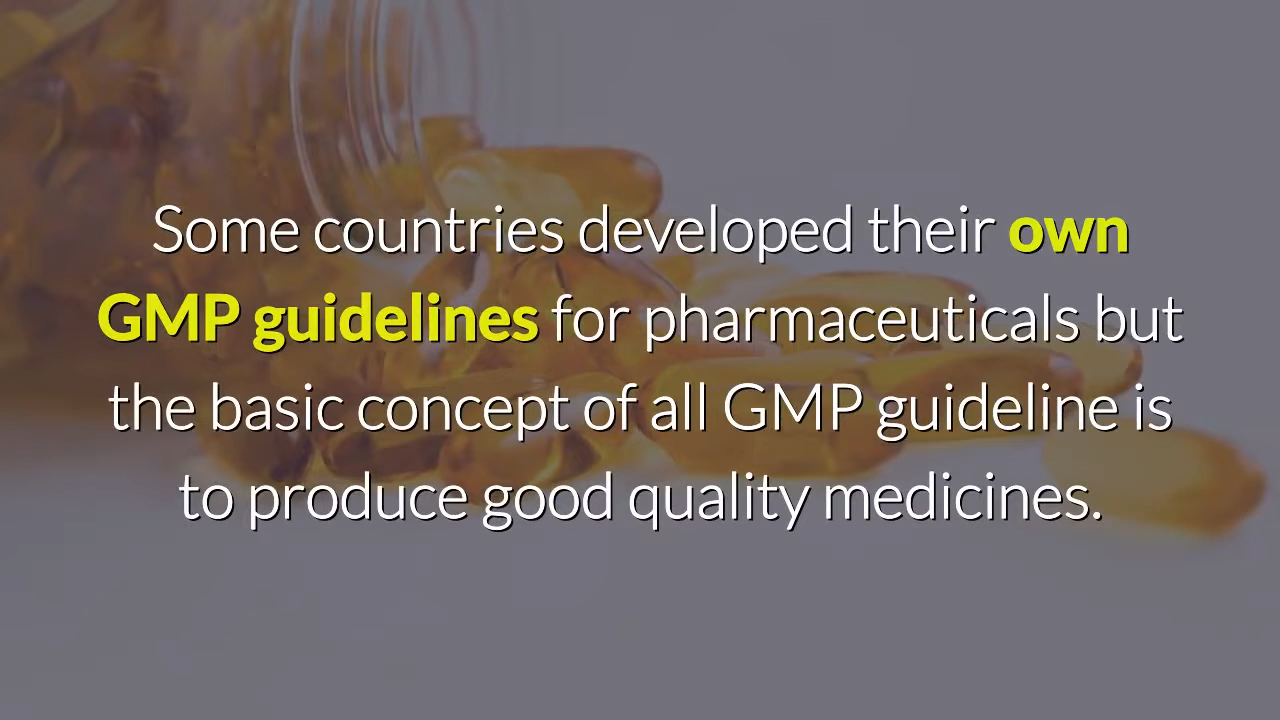 Some countries developed their own
GMP guidelines for pharmaceuticals but
the basic concept of all GMP guideline is
to produce good quality medicines.